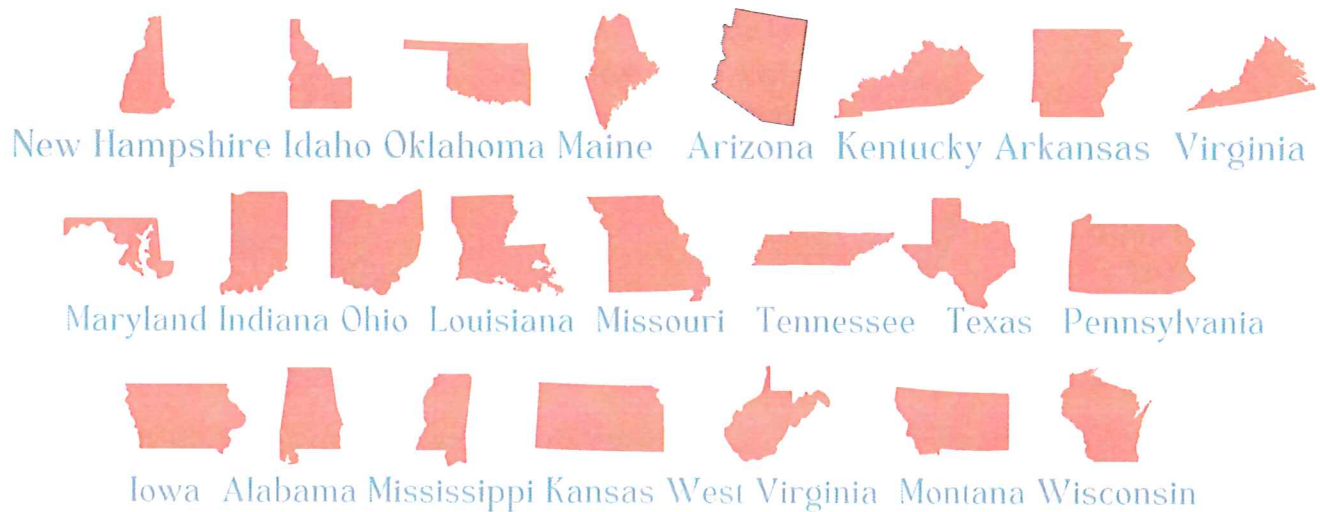 New Hampshire Idaho Oklahoma Maine Arizona Kentucky Arkansas Virginia
Maryland Indiana Ohio Louisiana Missouri Tennessee Texas Pennsylvania
Iowa Alabama Mississippi Kansas West Virginia Montana Wisconsin